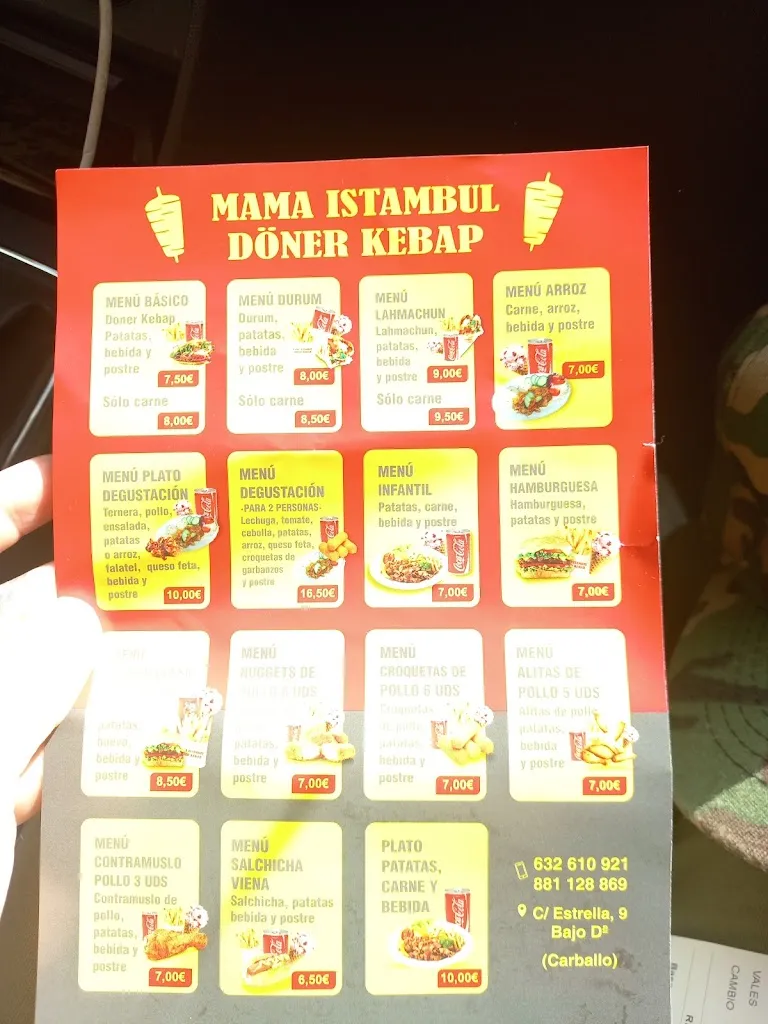 MAMA ISTAMBUL
DÖNER KEBAP
MENÚ BÁSICO
Doner Kebap
Patatas,
bebida y
postre
7,50€
Sólo carne
8,00€
MENÚ DURUM
Durum,
patatas,
bebida
y postre
8,00€
Sólo carne
8,50€
MENÚ
LAHMACHUN
Lahmachun,
patatas,
bebida
y postre
9,00€
Sólo carne
9,50€
MENÚ ARROZ
Carne, arroz,
bebida y postre
7,00€
MENÚ PLATO
DEGUSTACIÓN
Ternera, pollo,
ensalada,
patatas
o arroz,
falatel, queso feta,
bebida y
postre
10,00€
MENÚ
DEGUSTACIÓN
-PARA 2 PERSONAS-
Lechuga, tomate,
cebolla, patatas,
arroz, queso feta,
croquetas de
garbanzos
y postre
16,50€
MENÚ
INFANTIL
Patatas, carne,
bebida y postre
7,00€
MENÚ
HAMBURGUESA
Hamburguesa,
patatas y postre
7,00€
patatas,
huevo,
bebida y
postre
8,50€
MENÚ
NUGGETS DE
POLLO 6 UDS
patatas,
bebida y
postre
7,00€
MENÚ
CROQUETAS DE
POLLO 6 UDS
Croquetas
de pollo,
patatas,
bebida y
postre
7,00€
MENÚ
ALITAS DE
POLLO 5 UDS
Alitas de pollo,
patatas,
bebida
y postre
7,00€
MENÚ
CONTRAMUSLO
POLLO 3 UDS
Contramuslo de
pollo,
patatas,
bebida y
postre
7,00€
MENÚ
SALCHICHA
VIENA
Salchicha, patatas
bebida y postre
6,50€
PLATO
PATATAS,
CARNE Y
BEBIDA
10,00€
632 610 921
881 128 869
C/ Estrella, 9
Bajo Dª
(Carballo)
VALES
CAMBIO